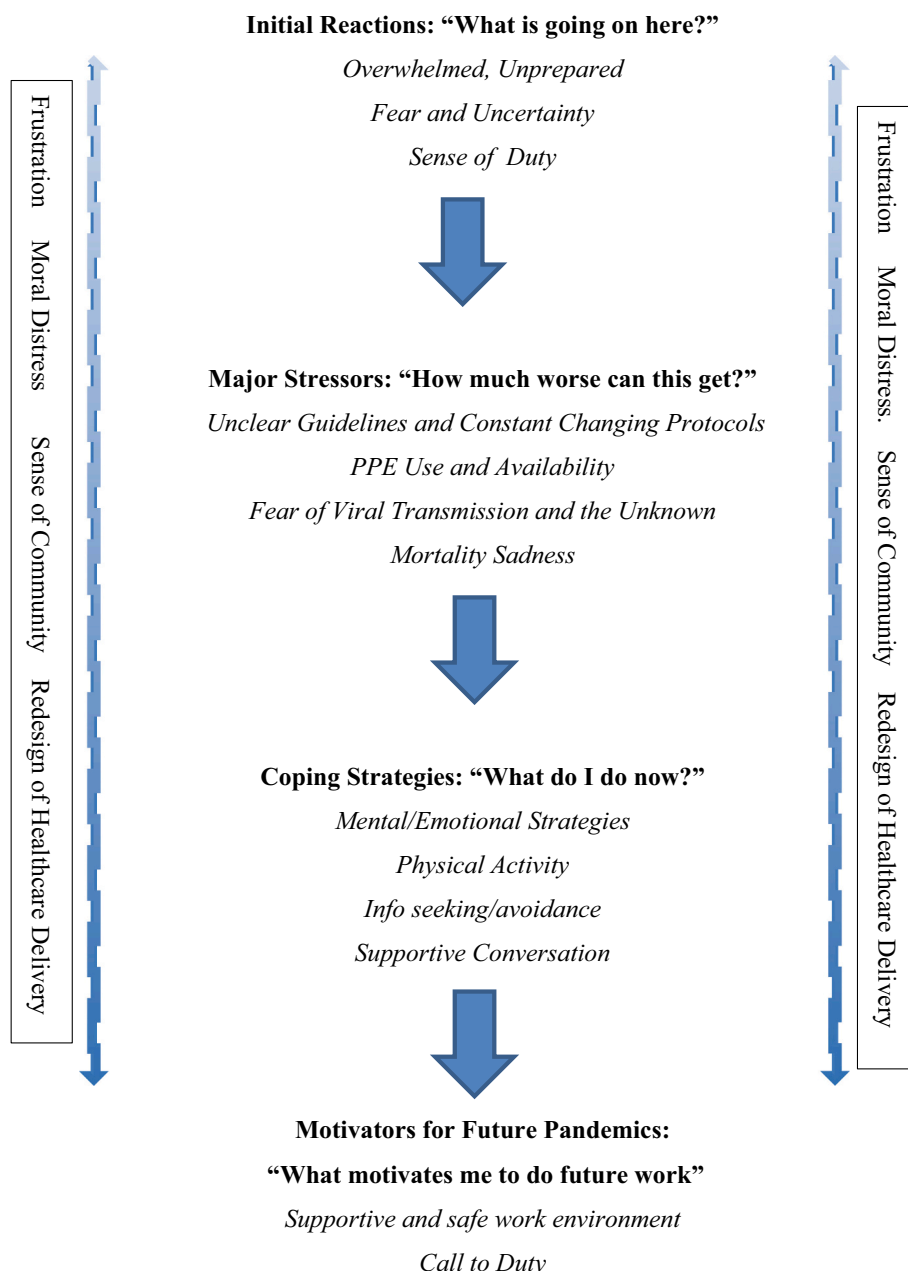 Initial Reactions: “What is going on here?”
Overwhelmed, Unprepared
Fear and Uncertainty
Sense of Duty
Frustration Moral Distress Sense of Community Redesign of Healthcare Delivery
Frustration Moral Distress. Sense of Community Redesign of Healthcare Delivery
Major Stressors: “How much worse can this get?”
Unclear Guidelines and Constant Changing Protocols
PPE Use and Availability
Fear of Viral Transmission and the Unknown
Mortality Sadness
Coping Strategies: “What do I do now?”
Mental/Emotional Strategies
Physical Activity
Info seeking/avoidance
Supportive Conversation
Motivators for Future Pandemics:
“What motivates me to do future work”
Supportive and safe work environment
Call to Duty